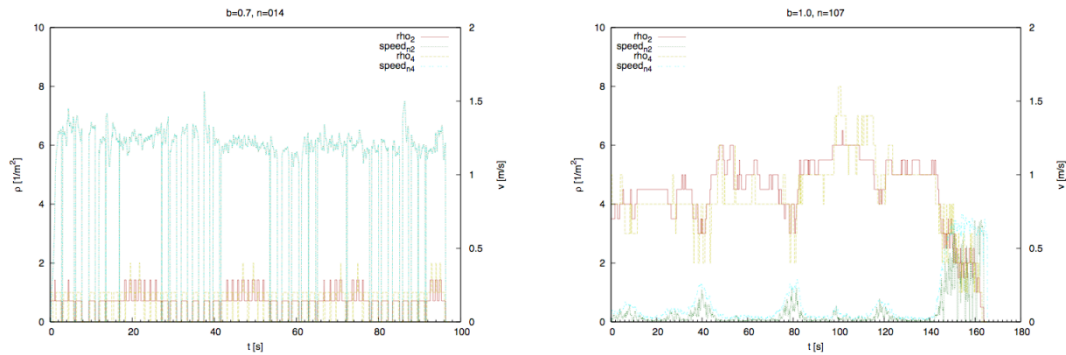 b=0.7, n=014
rho2
speedn2
rho4
speedn4
10
8
6
4
2
0
2
1.5
1
0.5
0
0 20 40 60 80 100
ρ [1/m²]
v [m/s]
t [s]
b=1.0, n=107
rho2
speedn2
rho4
speedn4
10
8
6
4
2
0
2
1.5
1
0.5
0
0 20 40 60 80 100 120 140 160 180
ρ [1/m²]
v [m/s]
t [s]